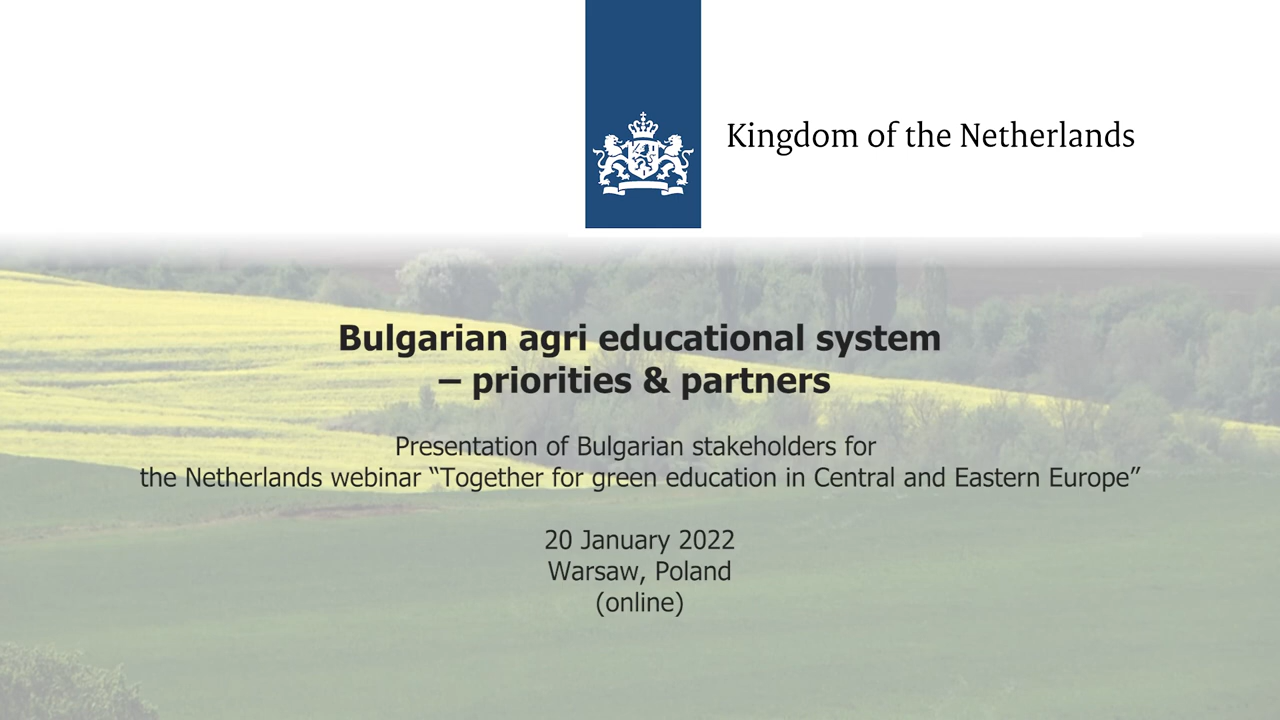 Kingdom of the Netherlands
Bulgarian agri educational system
– priorities & partners
Presentation of Bulgarian stakeholders for
the Netherlands webinar “Together for green education in Central and Eastern Europe”
20 January 2022
Warsaw, Poland
(online)